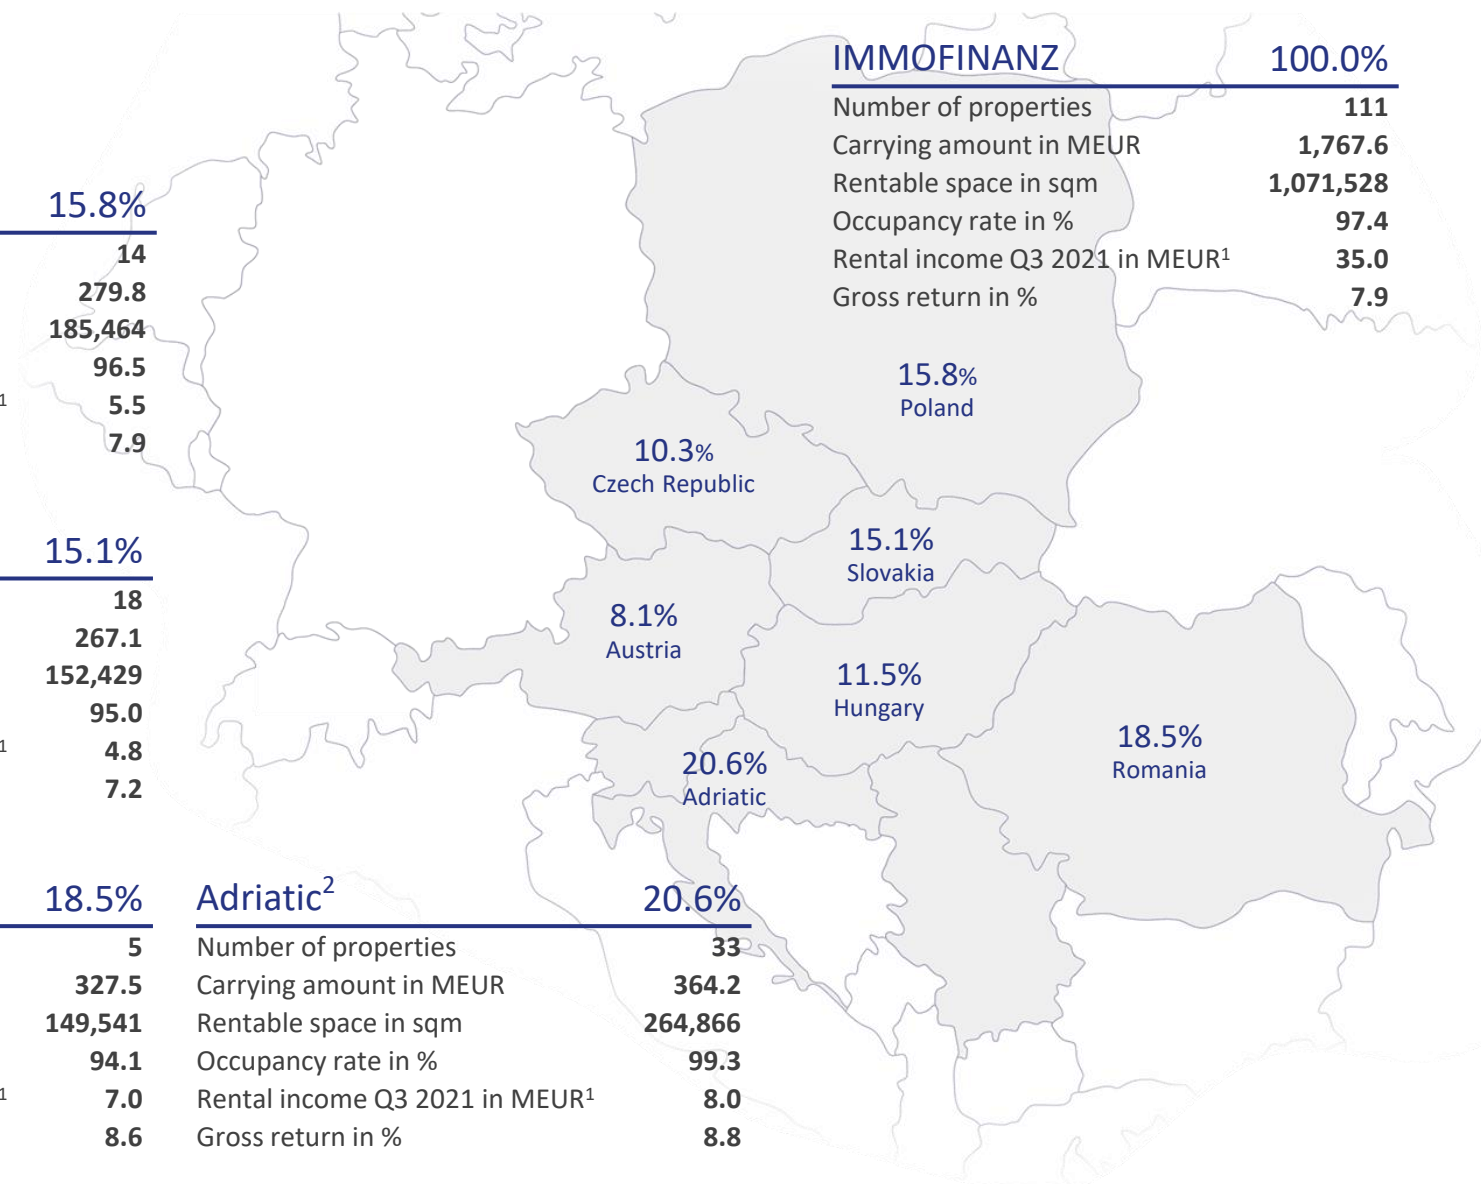 IMMOFINANZ 100.0%
Number of properties 111
Carrying amount in MEUR 1,767.6
Rentable space in sqm 1,071,528
Occupancy rate in % 97.4
Rental income Q3 2021 in MEUR¹ 35.0
Gross return in % 7.9
15.8%
14
279.8
185,464
96.5
1 5.5
7.9
15.8%
Poland
10.3%
Czech Republic
15.1%
Slovakia
8.1%
Austria
11.5%
Hungary
18.5%
Romania
20.6%
Adriatic
15.1%
18
267.1
152,429
95.0
1 4.8
7.2
18.5%
5
327.5
149,541
94.1
1 7.0
8.6
Adriatic² 20.6%
Number of properties 33
Carrying amount in MEUR 364.2
Rentable space in sqm 264,866
Occupancy rate in % 99.3
Rental income Q3 2021 in MEUR¹ 8.0
Gross return in % 8.8